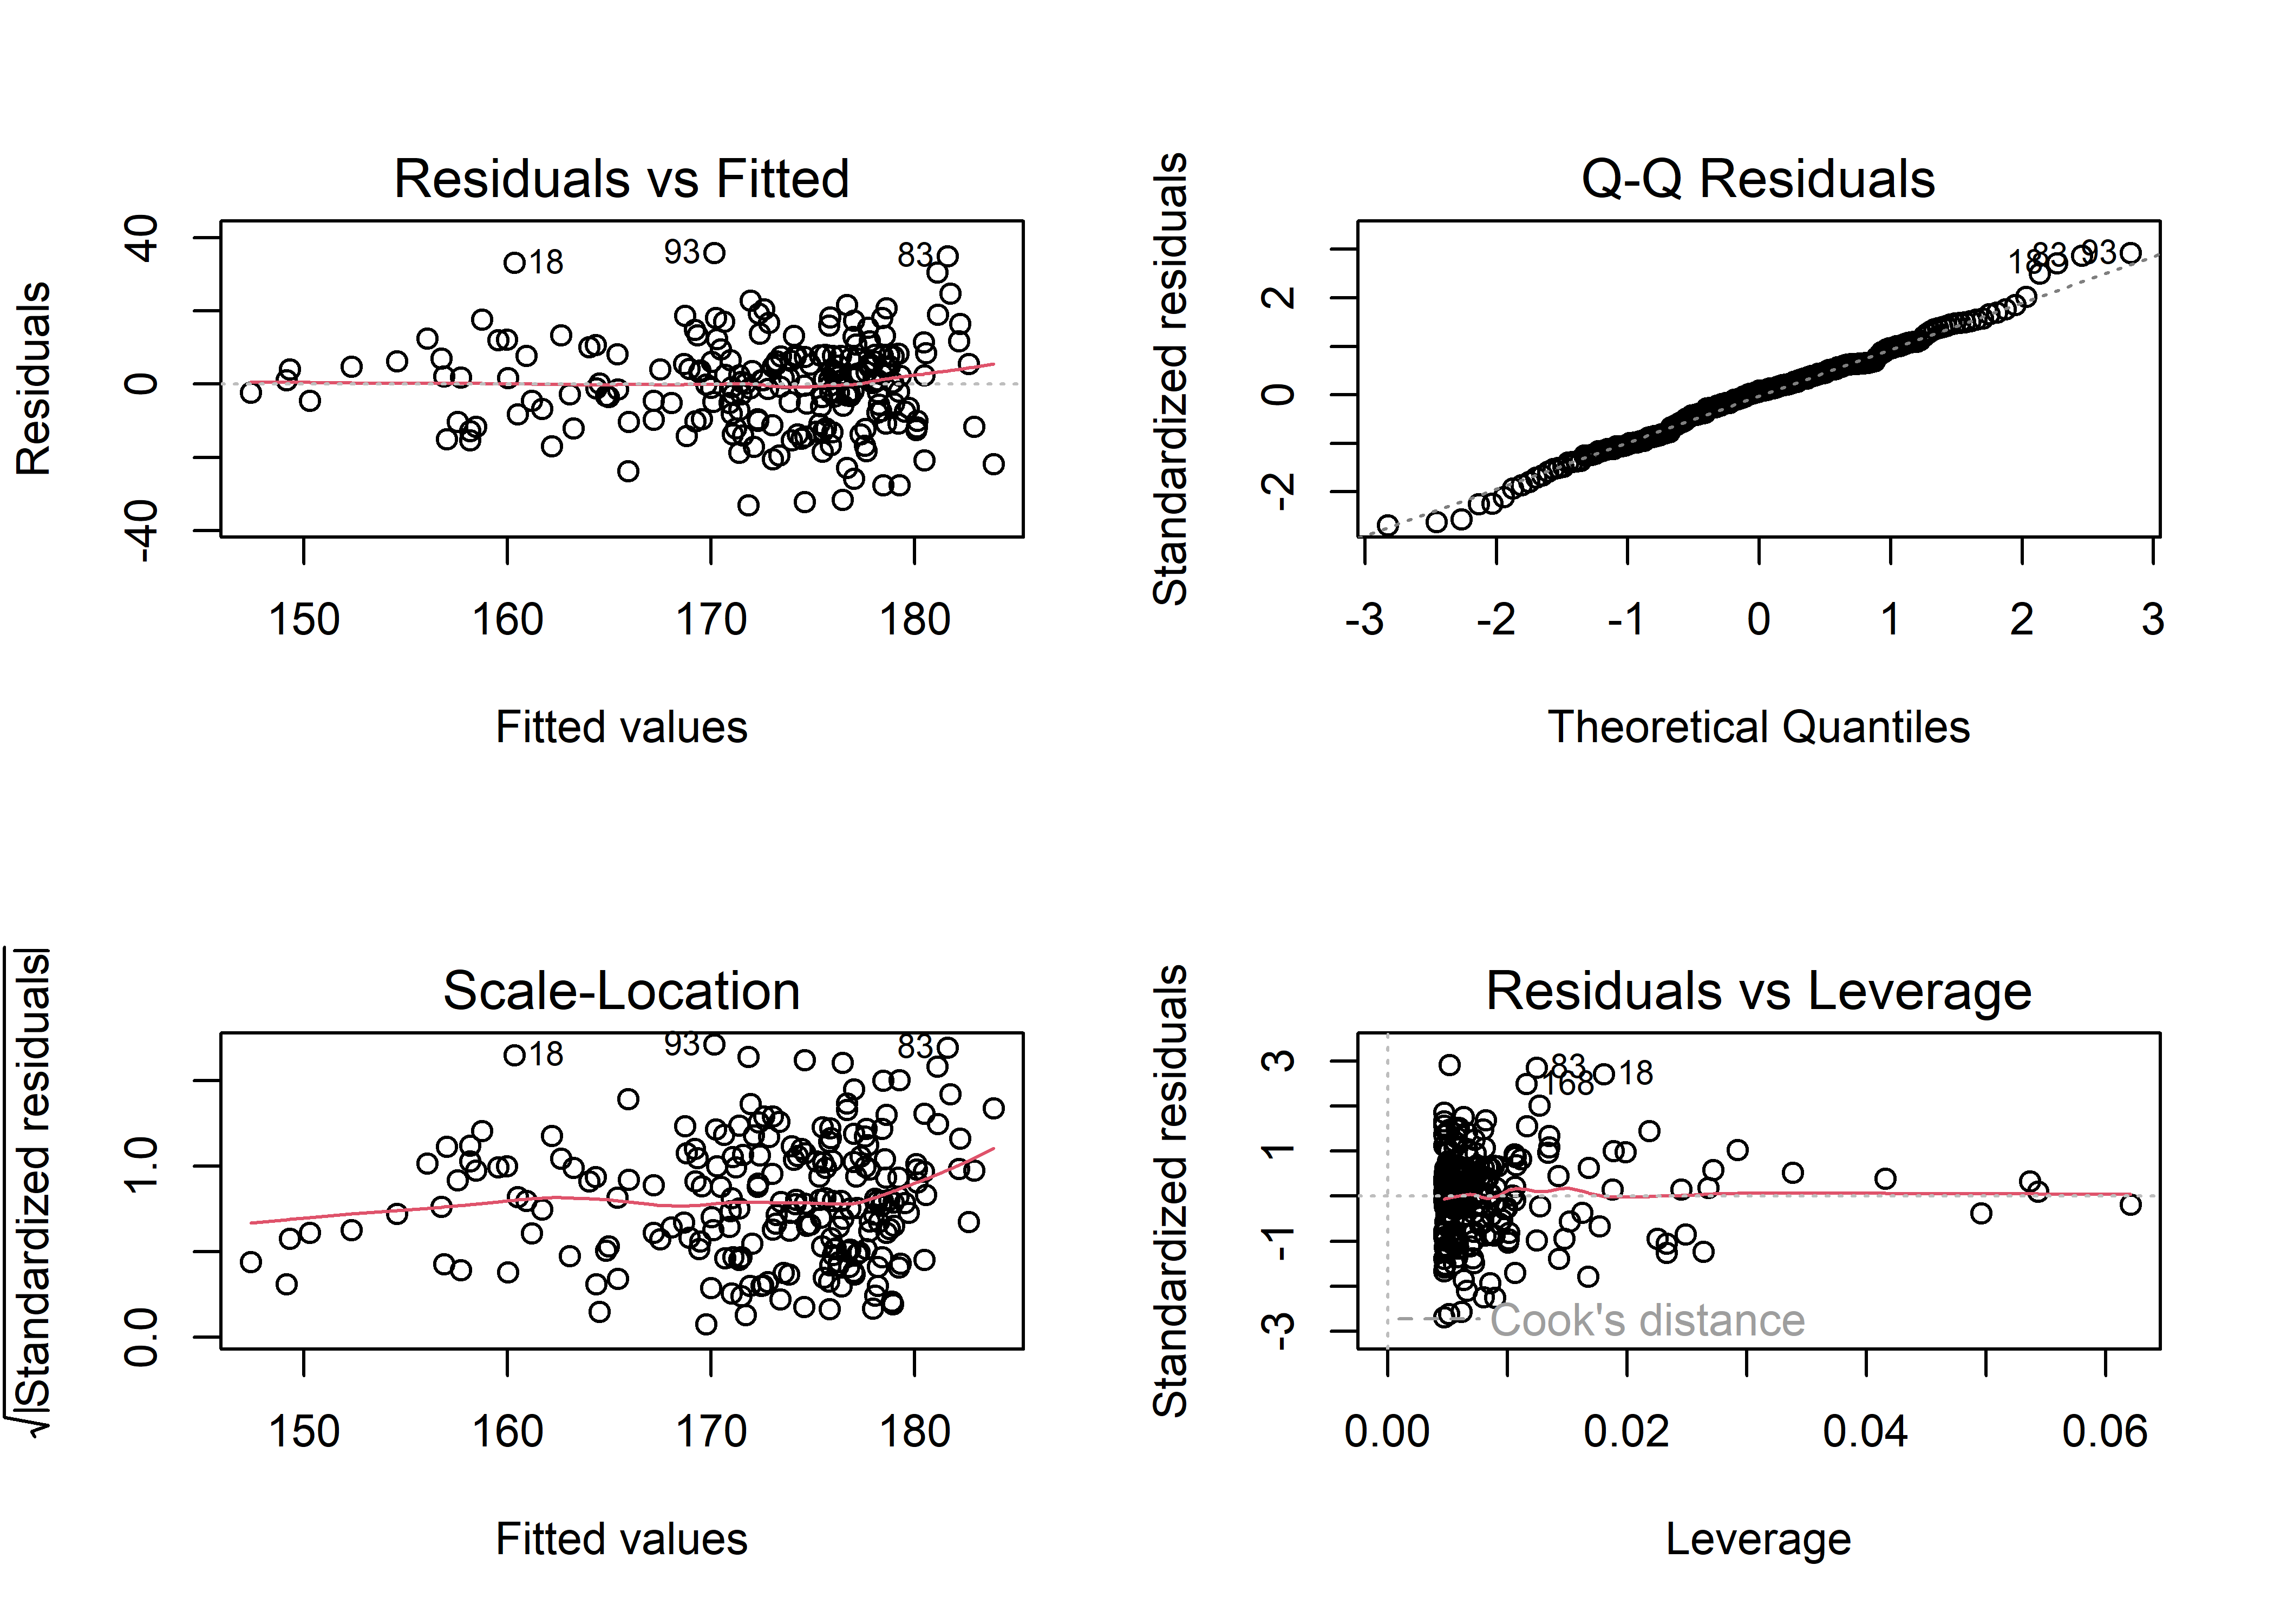 Residuals vs Fitted
Residuals
40
0
-40
18
93
83
150 160 170 180
Fitted values
Q-Q Residuals
Standardized residuals
2
0
-2
18
83
93
-3 -2 -1 0 1 2 3
Theoretical Quantiles
Scale-Location
√|Standardized residuals|
1.0
0.0
18
93
83
150 160 170 180
Fitted values
Residuals vs Leverage
Standardized residuals
3
1
-1
-3
83
18
168
Cook's distance
0.00 0.02 0.04 0.06
Leverage